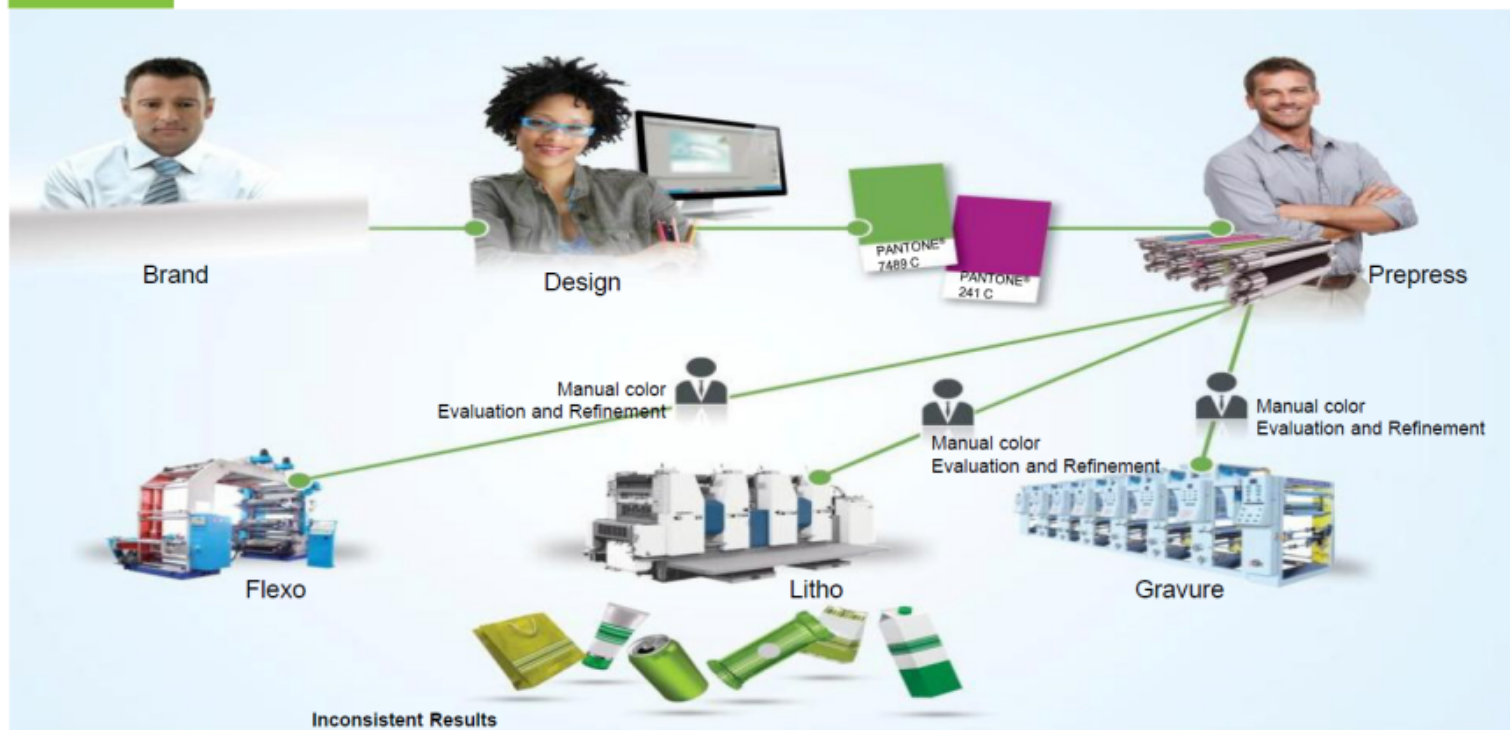 Brand
Design
PANTONE®
7489 C
PANTONE®
241 C
Prepress
Manual color
Evaluation and Refinement
Manual color
Evaluation and Refinement
Manual color
Evaluation and Refinement
Flexo
Litho
Gravure
Inconsistent Results